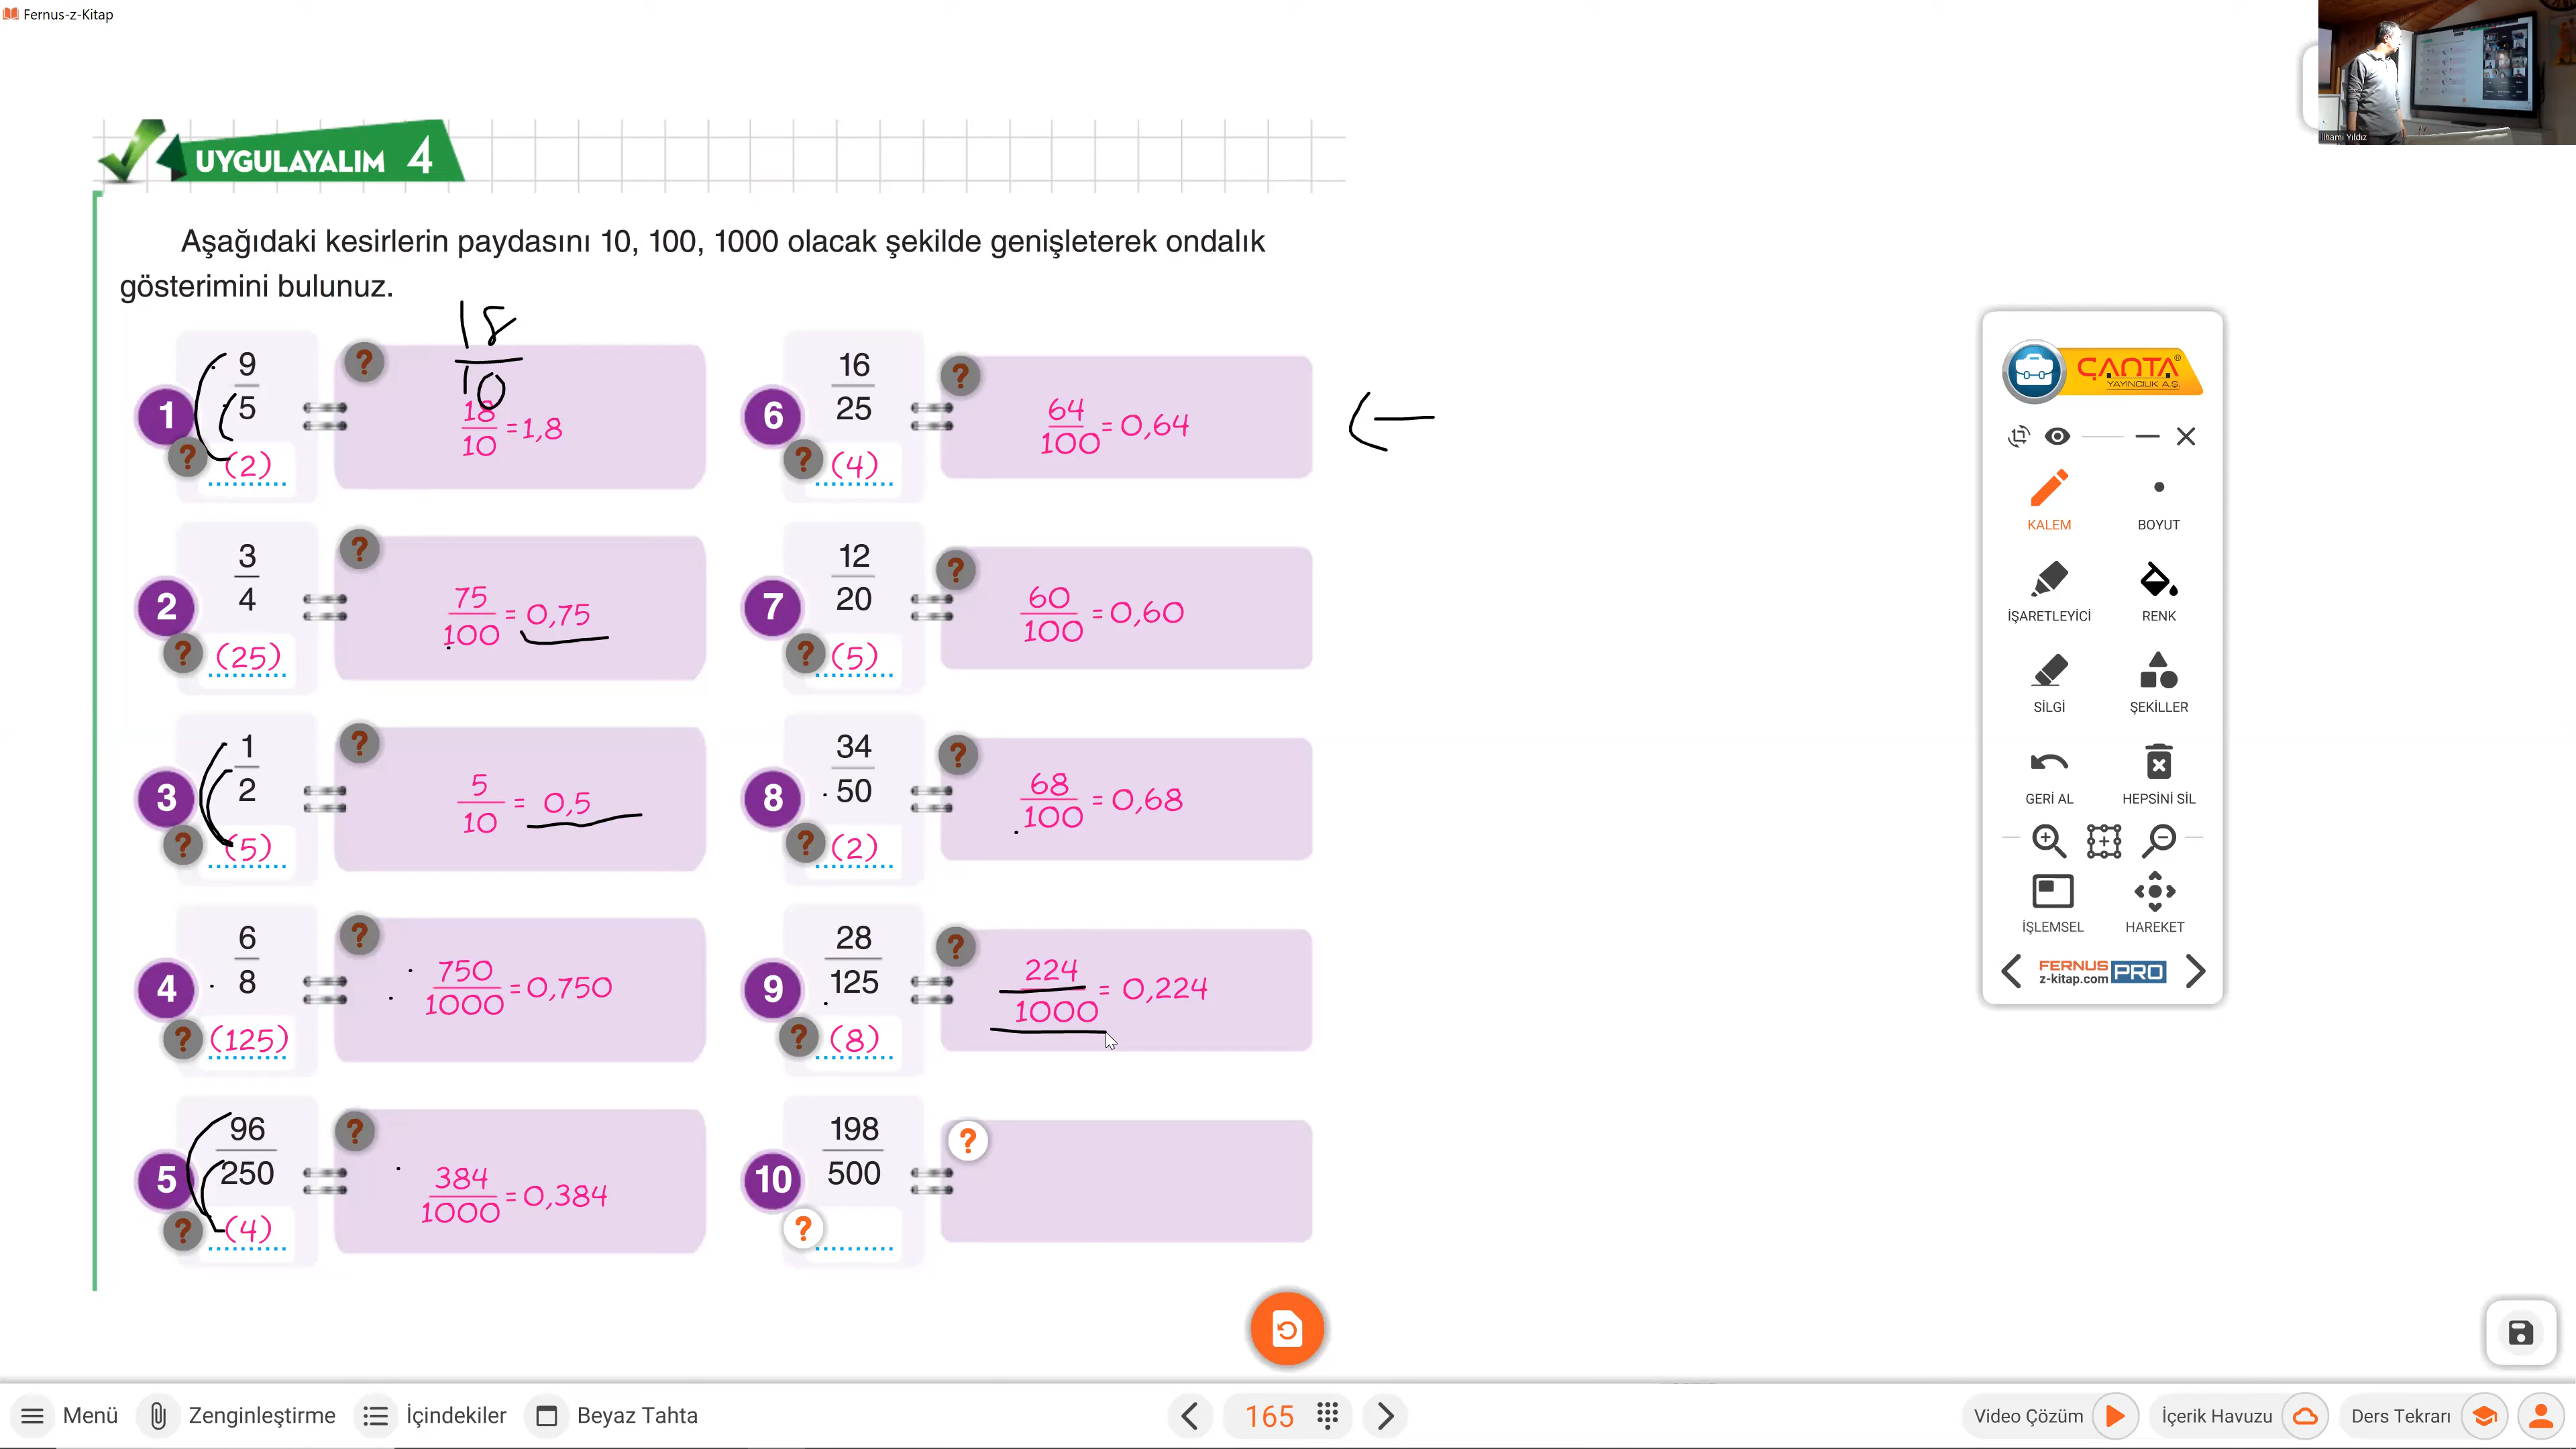 Fernus-z-Kitap
İlhami Yıldız
UYGULAYALIM 4
Aşağıdaki kesirlerin paydasını 10, 100, 1000 olacak şekilde genişleterek ondalık
gösterimini bulunuz.
18
10
1 9/5 (2) ? ? 18/10 = 1,8
2 3/4 (25) ? ? 75/100 = 0,75
3 1/2 (5) ? ? 5/10 = 0,5
4 6/8 (125) ? ? 750/1000 = 0,750
5 96/250 (4) ? ? 384/1000 = 0,384
6 16/25 (4) ? ? 64/100 = 0,64
7 12/20 (5) ? ? 60/100 = 0,60
8 34/50 (2) ? ? 68/100 = 0,68
9 28/125 (8) ? ? 224/1000 = 0,224
10 198/500 ? ?
ÇANTA®
YAYINCILIK A.Ş.
KALEM BOYUT
İŞARETLEYİCİ RENK
SİLGİ ŞEKİLLER
GERİ AL HEPSİNİ SİL
İŞLEMSEL HAREKET
FERNUS PRO
z-kitap.com
Menü Zenginleştirme İçindekiler Beyaz Tahta 165 Video Çözüm İçerik Havuzu Ders Tekrarı